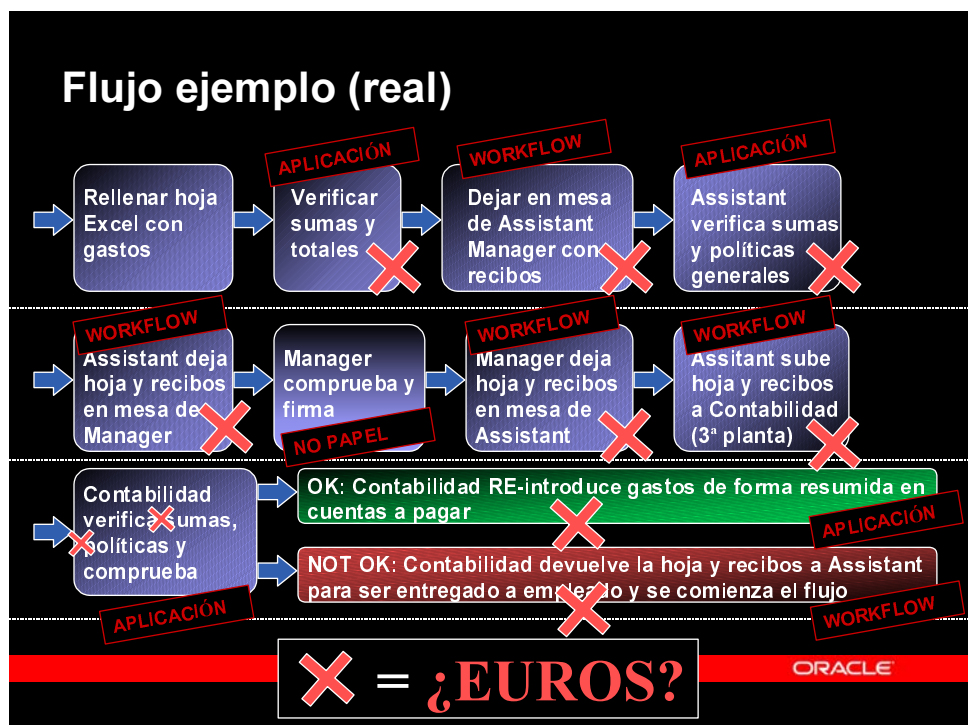 Flujo ejemplo (real)
APLICACIÓN
WORKFLOW
APLICACIÓN
Rellenar hoja
Excel con
gastos
Verificar
sumas y
totales
Dejar en mesa
de Assistant
Manager con
recibos
Assistant
verifica sumas
y políticas
generales
WORKFLOW
WORKFLOW
WORKFLOW
Assistant deja
hoja y recibos
en mesa de
Manager
Manager
comprueba y
firma
NO PAPEL
Manager deja
hoja y recibos
en mesa de
Assistant
Assitant sube
hoja y recibos
a Contabilidad
(3ª planta)
Contabilidad
verifica sumas,
políticas y
comprueba
APLICACIÓN
OK: Contabilidad RE-introduce gastos de forma resumida en
cuentas a pagar
APLICACIÓN
NOT OK: Contabilidad devuelve la hoja y recibos a Assistant
para ser entregado a empleado y se comienza el flujo
WORKFLOW
= ¿EUROS?
ORACLE